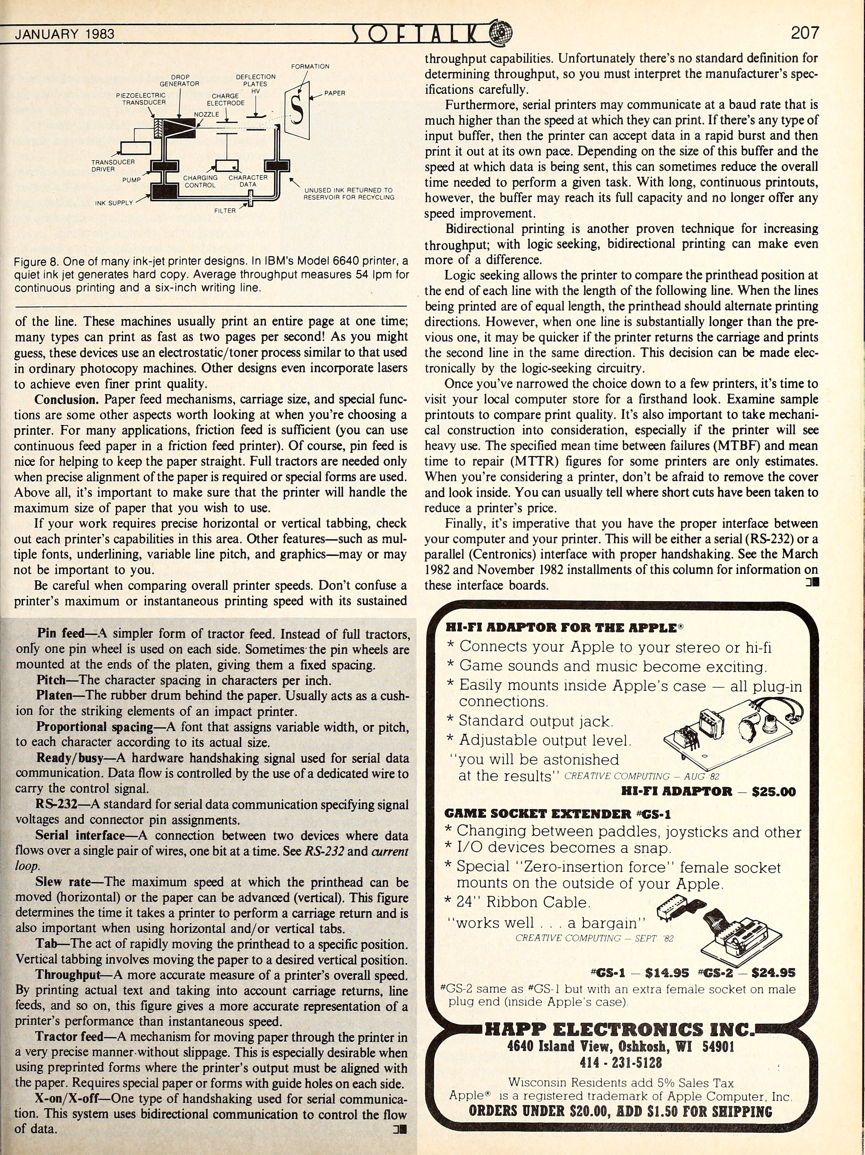 JANUARY 1983
SOFTALK
207
FORMATION
DROP
GENERATOR
DEFLECTION
PLATES
HV
PIEZOELECTRIC
TRANSDUCER
CHARGE
ELECTRODE
PAPER
NOZZLE
S
TRANSDUCER
DRIVER
PUMP
CHARGING
CONTROL
CHARACTER
DATA
UNUSED INK RETURNED TO
RESERVOIR FOR RECYCLING
INK SUPPLY
FILTER
Figure 8. One of many ink-jet printer designs. In IBM's Model 6640 printer, a
quiet ink jet generates hard copy. Average throughput measures 54 lpm for
continuous printing and a six-inch writing line.
of the line. These machines usually print an entire page at one time;
many types can print as fast as two pages per second! As you might
guess, these devices use an electrostatic/toner process similar to that used
in ordinary photocopy machines. Other designs even incorporate lasers
to achieve even finer print quality.
Conclusion. Paper feed mechanisms, carriage size, and special func-
tions are some other aspects worth looking at when you're choosing a
printer. For many applications, friction feed is sufficient (you can use
continuous feed paper in a friction feed printer). Of course, pin feed is
nice for helping to keep the paper straight. Full tractors are needed only
when precise alignment of the paper is required or special forms are used.
Above all, it's important to make sure that the printer will handle the
maximum size of paper that you wish to use.
If your work requires precise horizontal or vertical tabbing, check
out each printer's capabilities in this area. Other features—such as mul-
tiple fonts, underlining, variable line pitch, and graphics—may or may
not be important to you.
Be careful when comparing overall printer speeds. Don't confuse a
printer's maximum or instantaneous printing speed with its sustained
throughput capabilities. Unfortunately there's no standard definition for
determining throughput, so you must interpret the manufacturer's spec-
ifications carefully.
Furthermore, serial printers may communicate at a baud rate that is
much higher than the speed at which they can print. If there's any type of
input buffer, then the printer can accept data in a rapid burst and then
print it out at its own pace. Depending on the size of this buffer and the
speed at which data is being sent, this can sometimes reduce the overall
time needed to perform a given task. With long, continuous printouts,
however, the buffer may reach its full capacity and no longer offer any
speed improvement.
Bidirectional printing is another proven technique for increasing
throughput; with logic seeking, bidirectional printing can make even
more of a difference.
Logic seeking allows the printer to compare the printhead position at
the end of each line with the length of the following line. When the lines
being printed are of equal length, the printhead should alternate printing
directions. However, when one line is substantially longer than the pre-
vious one, it may be quicker if the printer returns the carriage and prints
the second line in the same direction. This decision can be made elec-
tronically by the logic-seeking circuitry.
Once you've narrowed the choice down to a few printers, it's time to
visit your local computer store for a firsthand look. Examine sample
printouts to compare print quality. It's also important to take mechani-
cal construction into consideration, especially if the printer will see
heavy use. The specified mean time between failures (MTBF) and mean
time to repair (MTTR) figures for some printers are only estimates.
When you're considering a printer, don't be afraid to remove the cover
and look inside. You can usually tell where short cuts have been taken to
reduce a printer's price.
Finally, it's imperative that you have the proper interface between
your computer and your printer. This will be either a serial (RS-232) or a
parallel (Centronics) interface with proper handshaking. See the March
1982 and November 1982 installments of this column for information on
these interface boards.
Pin feed—A simpler form of tractor feed. Instead of full tractors,
only one pin wheel is used on each side. Sometimes the pin wheels are
mounted at the ends of the platen, giving them a fixed spacing.
Pitch—The character spacing in characters per inch.
Platen—The rubber drum behind the paper. Usually acts as a cush-
ion for the striking elements of an impact printer.
Proportional spacing—A font that assigns variable width, or pitch,
to each character according to its actual size.
Ready/busy—A hardware handshaking signal used for serial data
communication. Data flow is controlled by the use of a dedicated wire to
carry the control signal.
RS-232—A standard for serial data communication specifying signal
voltages and connector pin assignments.
Serial interface—A connection between two devices where data
flows over a single pair of wires, one bit at a time. See RS-232 and current
loop.
Slew rate—The maximum speed at which the printhead can be
moved (horizontal) or the paper can be advanced (vertical). This figure
determines the time it takes a printer to perform a carriage return and is
also important when using horizontal and/or vertical tabs.
Tab—The act of rapidly moving the printhead to a specific position.
Vertical tabbing involves moving the paper to a desired vertical position.
Throughput—A more accurate measure of a printer's overall speed.
By printing actual text and taking into account carriage returns, line
feeds, and so on, this figure gives a more accurate representation of a
printer's performance than instantaneous speed.
Tractor feed—A mechanism for moving paper through the printer in
a very precise manner without slippage. This is especially desirable when
using preprinted forms where the printer's output must be aligned with
the paper. Requires special paper or forms with guide holes on each side.
X-on/X-off—One type of handshaking used for serial communica-
tion. This system uses bidirectional communication to control the flow
of data.
HI-FI ADAPTOR FOR THE APPLE®
* Connects your Apple to your stereo or hi-fi
* Game sounds and music become exciting.
* Easily mounts inside Apple's case — all plug-in
connections.
* Standard output jack.
* Adjustable output level.
"you will be astonished
at the results" CREATIVE COMPUTING — AUG '82
HI-FI ADAPTOR — $25.00
GAME SOCKET EXTENDER #GS-1
* Changing between paddles, joysticks and other
* I/O devices becomes a snap.
* Special "Zero-insertion force" female socket
mounts on the outside of your Apple.
* 24" Ribbon Cable.
"works well . . . a bargain"
CREATIVE COMPUTING — SEPT. '82
#GS-1 — $14.95 #GS-2 — $24.95
#GS-2 same as #GS-1 but with an extra female socket on male
plug end (inside Apple's case).
HAPP ELECTRONICS INC.
4640 Island View, Oshkosh, WI 54901
414 - 231-5128
Wisconsin Residents add 5% Sales Tax
Apple® is a registered trademark of Apple Computer, Inc.
ORDERS UNDER $20.00, ADD $1.50 FOR SHIPPING